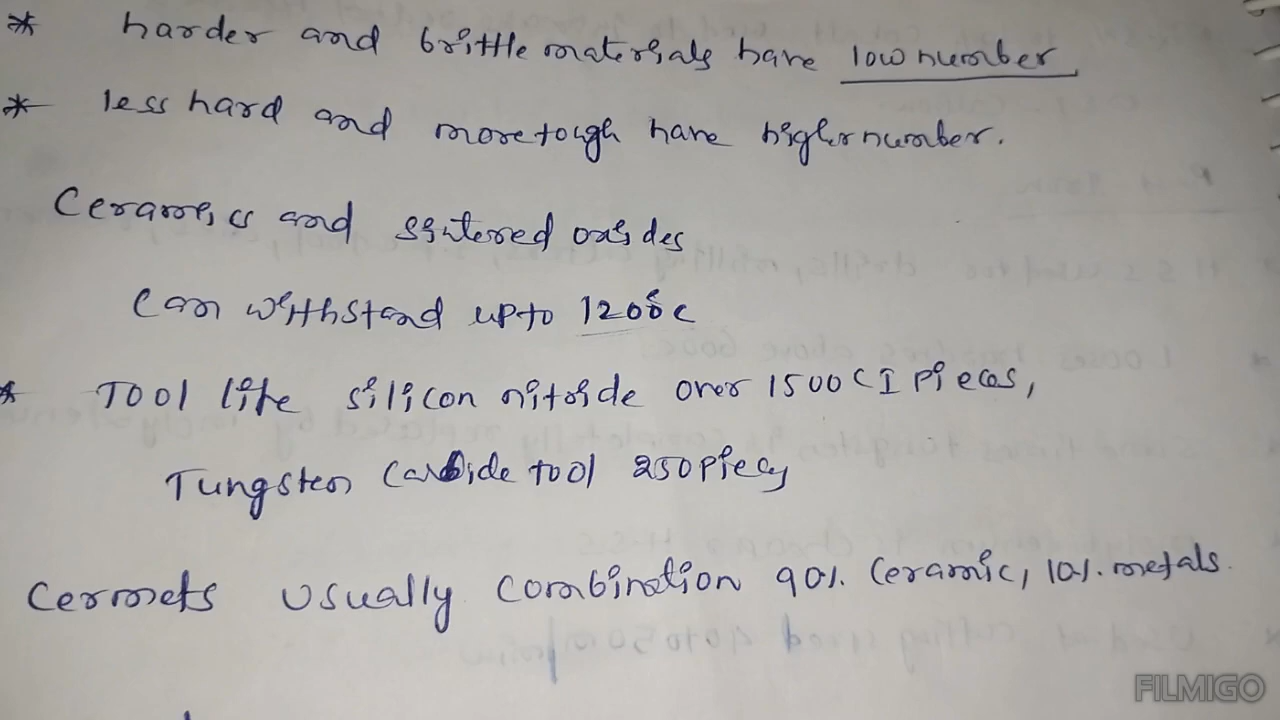 * harder and brittle materials have low number
* less hard and more tough have higher number.
Ceramics and sintered oxides
Can withstand upto 1200°c
* Tool life silicon nitride over 1500 C I pieces,
Tungsten Carbide tool 250 pieces
Cermets usually combination 90%. Ceramic, 10%. metals.
FILMIGO